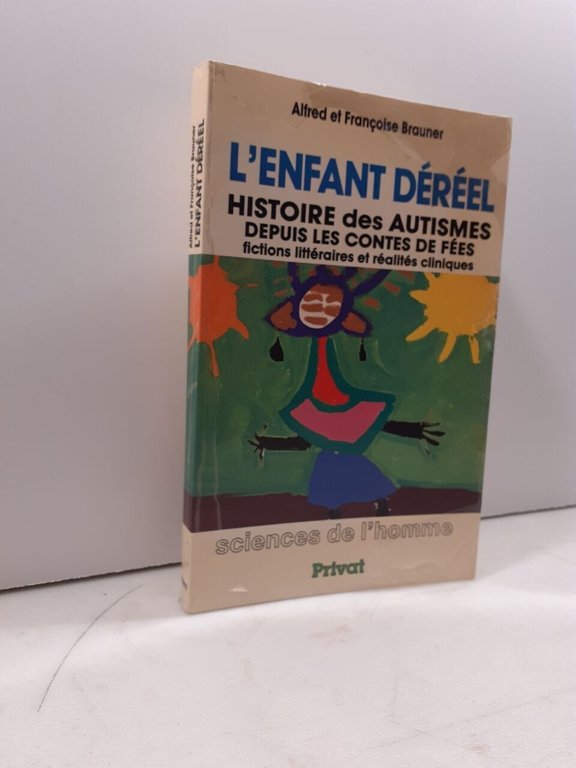 Alfred et Françoise Brauner
L'ENFANT DÉRÉEL
Alfred et Françoise Brauner
L'ENFANT DÉRÉEL
HISTOIRE des AUTISMES
DEPUIS LES CONTES DE FÉES
fictions littéraires et réalités cliniques
sciences de l'homme
Privat